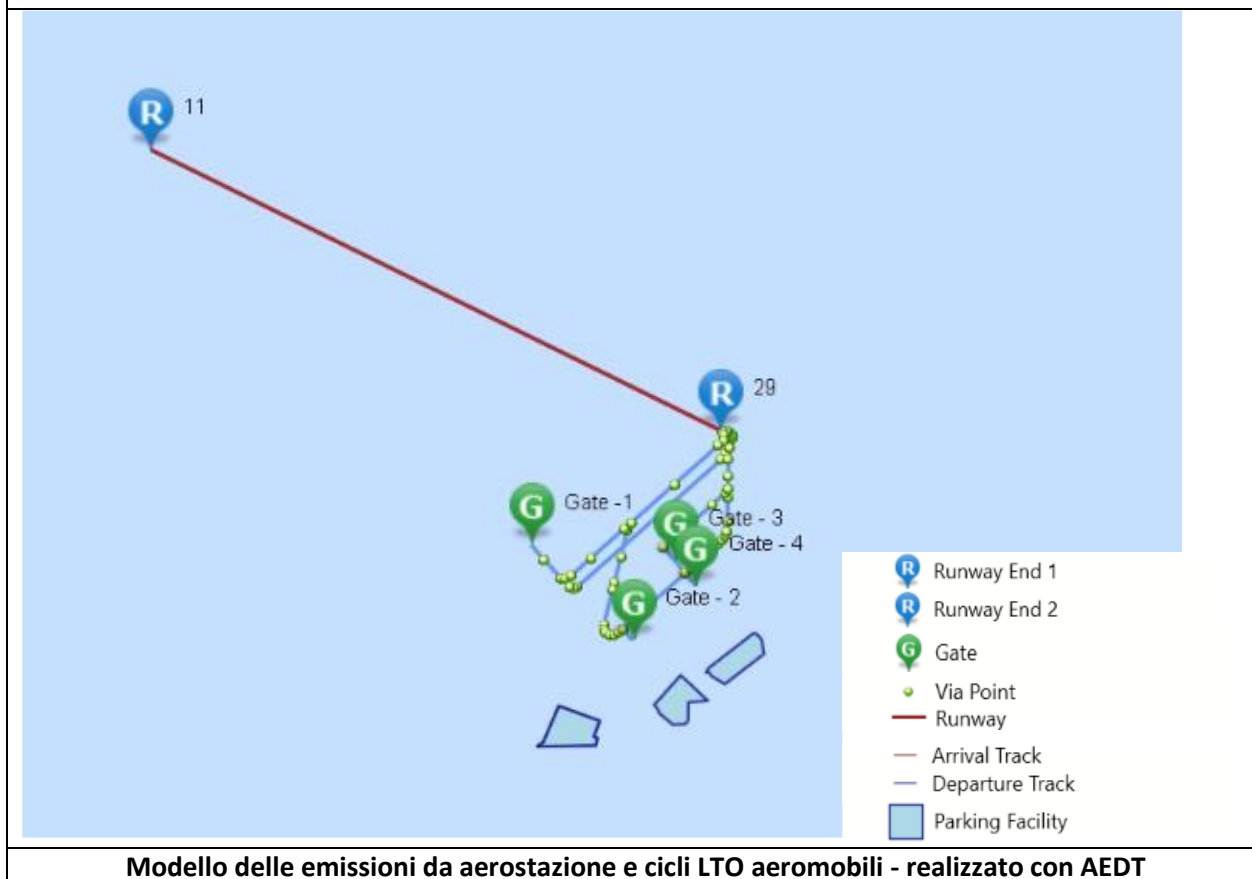 R 11
R 29
G Gate -1
G Gate - 3
G Gate - 4
G Gate - 2
R Runway End 1
R Runway End 2
G Gate
Via Point
Runway
Arrival Track
Departure Track
Parking Facility
Modello delle emissioni da aerostazione e cicli LTO aeromobili - realizzato con AEDT